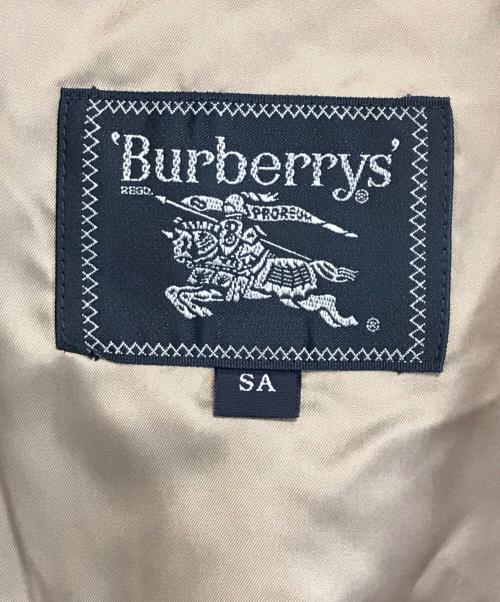 'Burberrys'®
REGD.
PRORSUM
®
SA